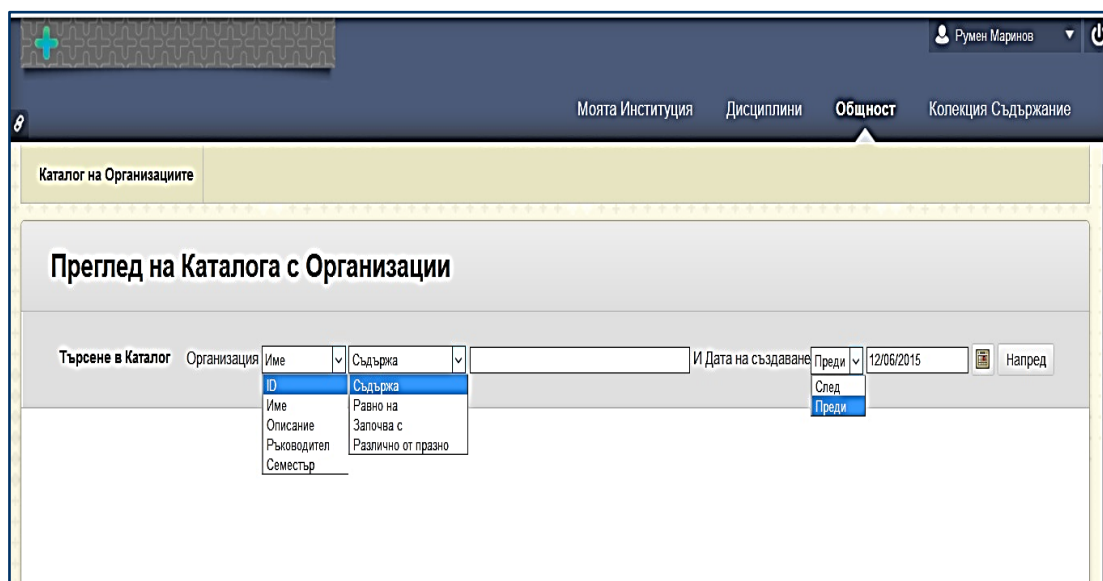 Румен Маринов
Моята Институция Дисциплини Общност Колекция Съдържание
Каталог на Организациите
Преглед на Каталога с Организации
Търсене в Каталог Организация Име Съдържа И Дата на създаване Преди 12/06/2015 Напред
ID Съдържа След
Име Равно на Преди
Описание Започва с
Ръководител Различно от празно
Семестър